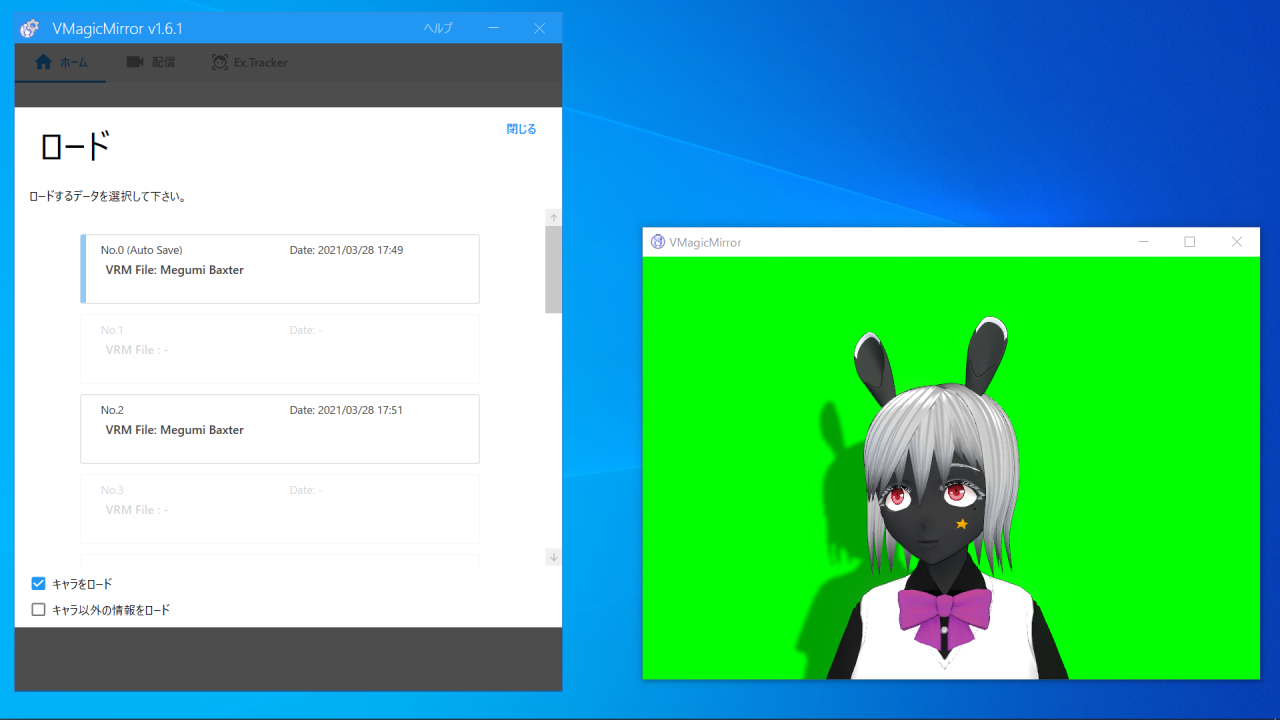 VMagicMirror v1.6.1
ヘルプ
ホーム
配信
Ex.Tracker
閉じる
ロード
ロードするデータを選択して下さい。
No.0 (Auto Save) Date: 2021/03/28 17:49
VRM File: Megumi Baxter
No.1 Date: -
VRM File : -
No.2 Date: 2021/03/28 17:51
VRM File: Megumi Baxter
No.3 Date: -
VRM File : -
キャラをロード
キャラ以外の情報をロード
VMagicMirror